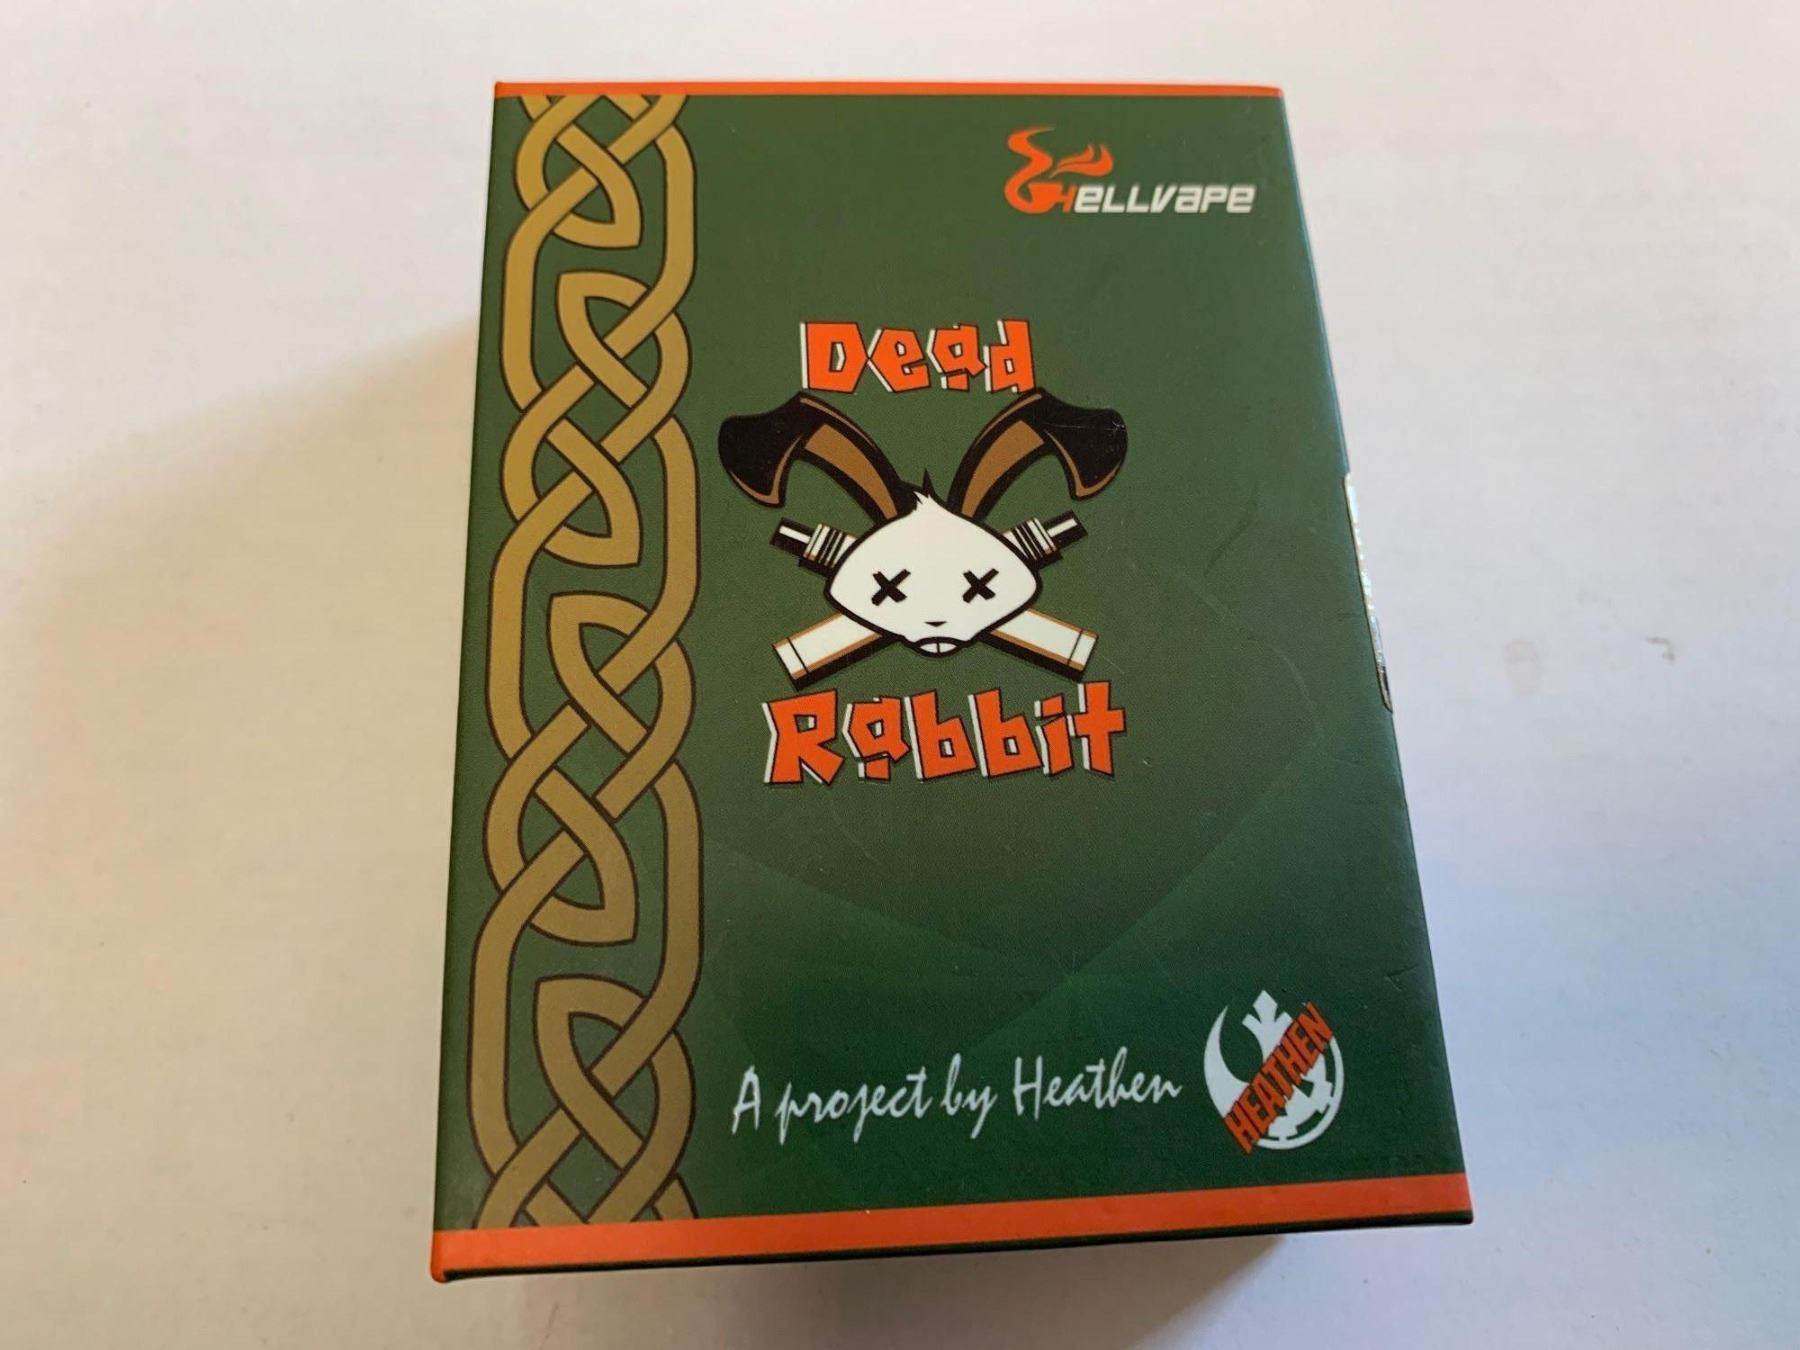 HELLVAPE
Dead
Rabbit
A project by Heathen
HEATHEN